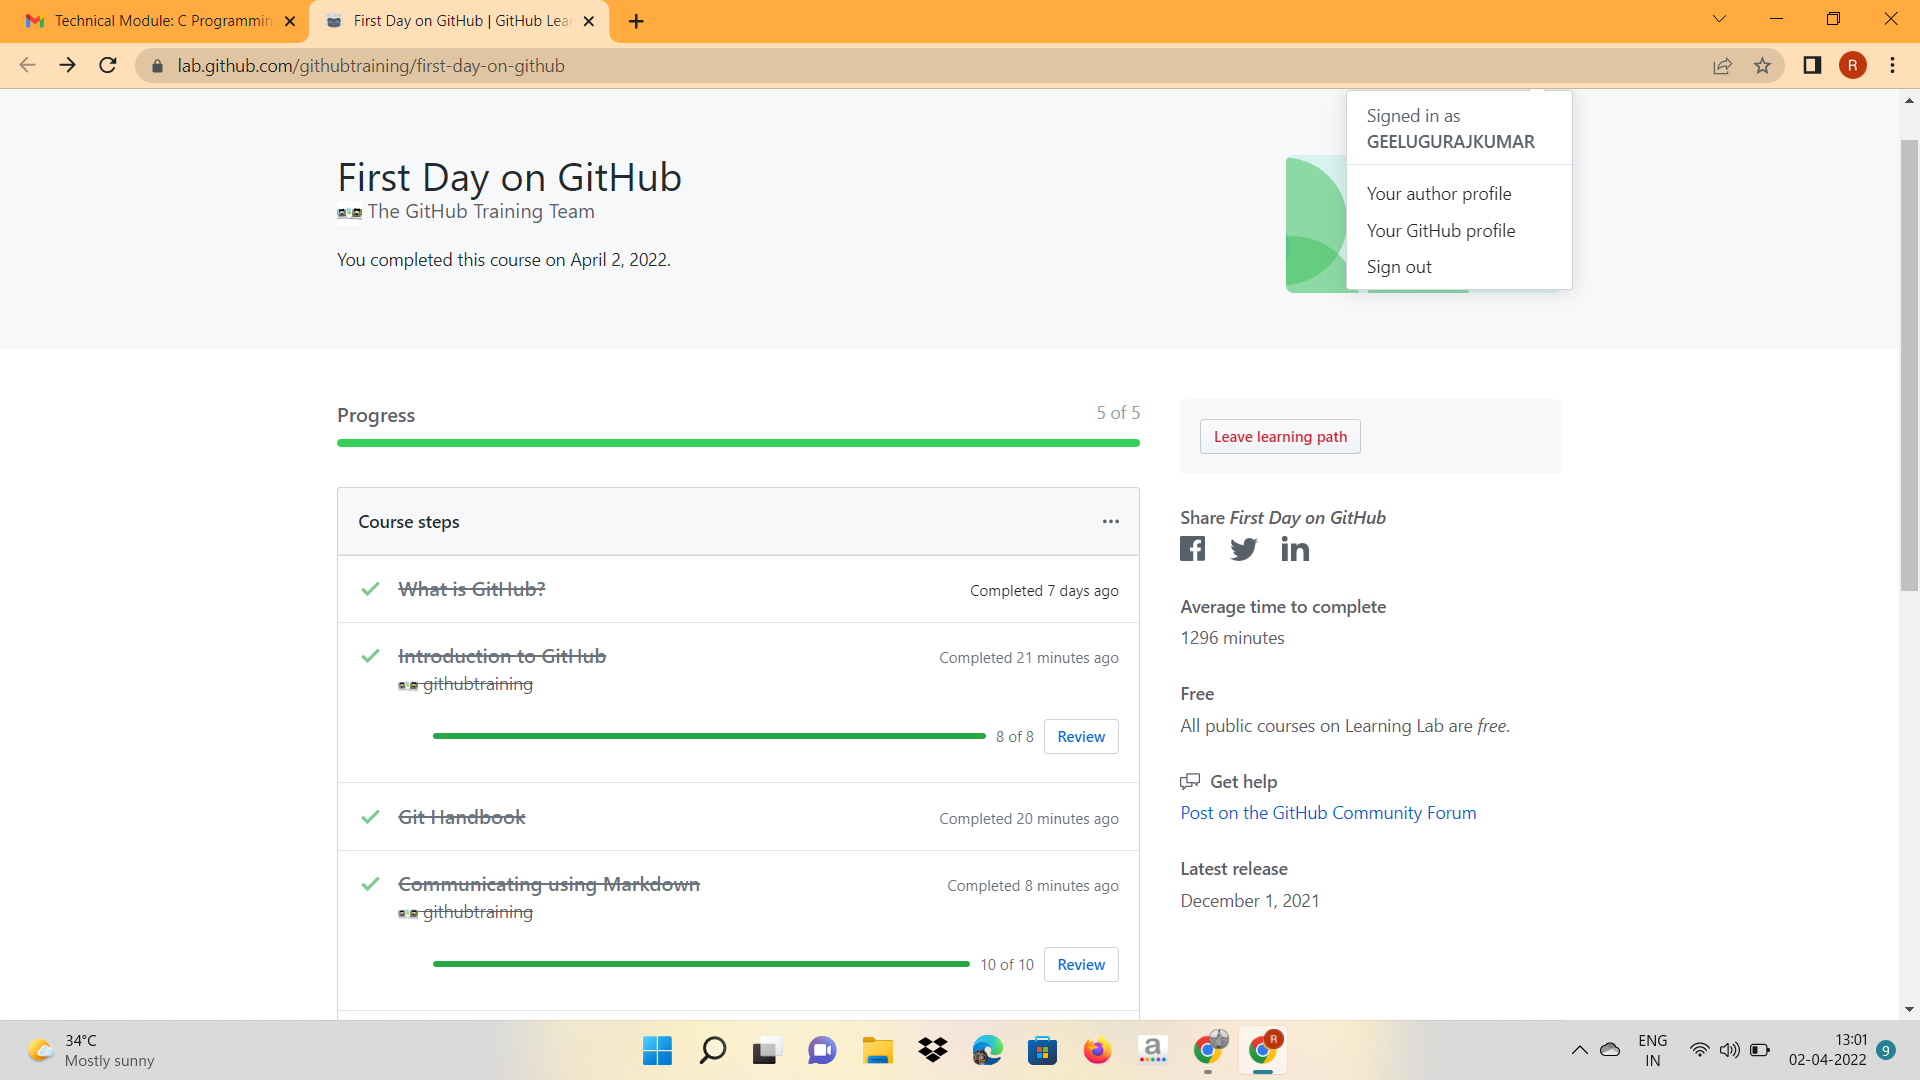 Technical Module: C Programmin
First Day on GitHub | GitHub Lea
lab.github.com/githubtraining/first-day-on-github
R
Signed in as
GEELUGURAJKUMAR
Your author profile
Your GitHub profile
Sign out
First Day on GitHub
The GitHub Training Team
You completed this course on April 2, 2022.
Progress
5 of 5
Leave learning path
Course steps
What is GitHub?
Completed 7 days ago
Introduction to GitHub
Completed 21 minutes ago
githubtraining
8 of 8
Review
Git Handbook
Completed 20 minutes ago
Communicating using Markdown
Completed 8 minutes ago
githubtraining
10 of 10
Review
Share First Day on GitHub
Average time to complete
1296 minutes
Free
All public courses on Learning Lab are free.
Get help
Post on the GitHub Community Forum
Latest release
December 1, 2021
34°C
Mostly sunny
a
R
ENG
IN
13:01
02-04-2022
9